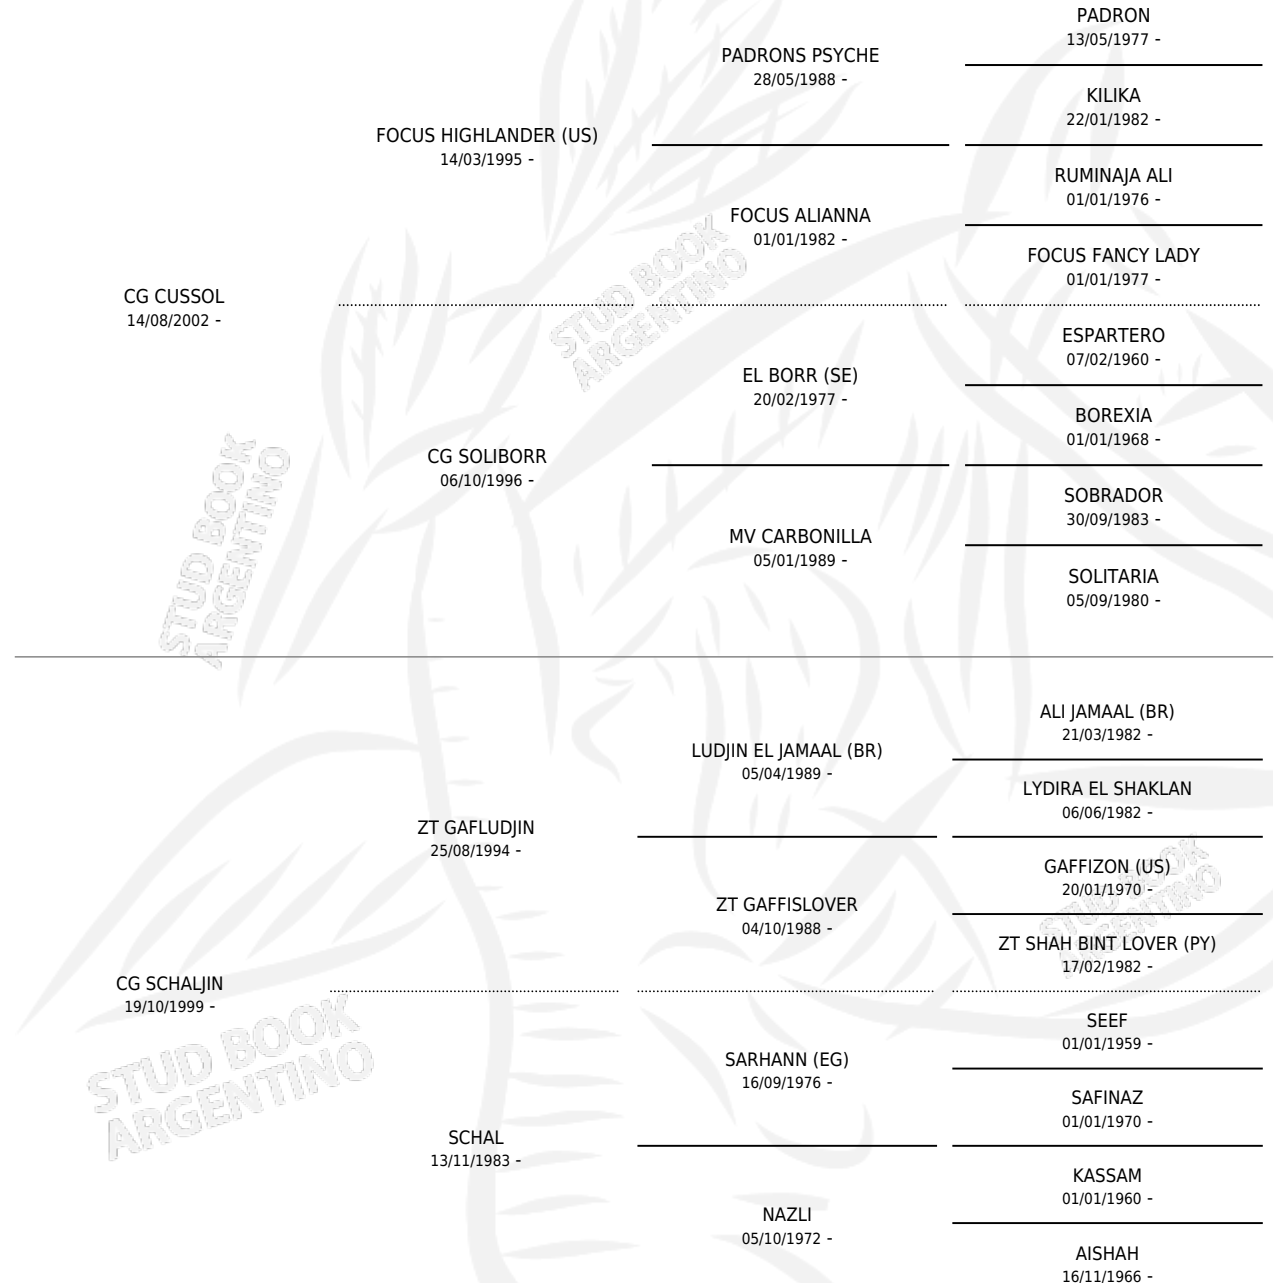 PADRON
13/05/1977 -
PADRONS PSYCHE
28/05/1988 -
KILIKA
22/01/1982 -
FOCUS HIGHLANDER (US)
14/03/1995 -
RUMINAJA ALI
01/01/1976 -
FOCUS ALIANNA
01/01/1982 -
FOCUS FANCY LADY
01/01/1977 -
CG CUSSOL
14/08/2002 -
ESPARTERO
07/02/1960 -
EL BORR (SE)
20/02/1977 -
BOREXIA
01/01/1968 -
CG SOLIBORR
06/10/1996 -
SOBRADOR
30/09/1983 -
MV CARBONILLA
05/01/1989 -
SOLITARIA
05/09/1980 -
ALI JAMAAL (BR)
21/03/1982 -
LUDJIN EL JAMAAL (BR)
05/04/1989 -
LYDIRA EL SHAKLAN
06/06/1982 -
ZT GAFLUDJIN
25/08/1994 -
GAFFIZON (US)
20/01/1970 -
ZT GAFFISLOVER
04/10/1988 -
ZT SHAH BINT LOVER (PY)
17/02/1982 -
CG SCHALJIN
19/10/1999 -
SEEF
01/01/1959 -
SARHANN (EG)
16/09/1976 -
SAFINAZ
01/01/1970 -
SCHAL
13/11/1983 -
KASSAM
01/01/1960 -
NAZLI
05/10/1972 -
AISHAH
16/11/1966 -
STUD BOOK
ARGENTINO
STUD BOOK
ARGENTINO
STUD BOOK
ARGENTINO
STUD BOOK
ARGENTINO